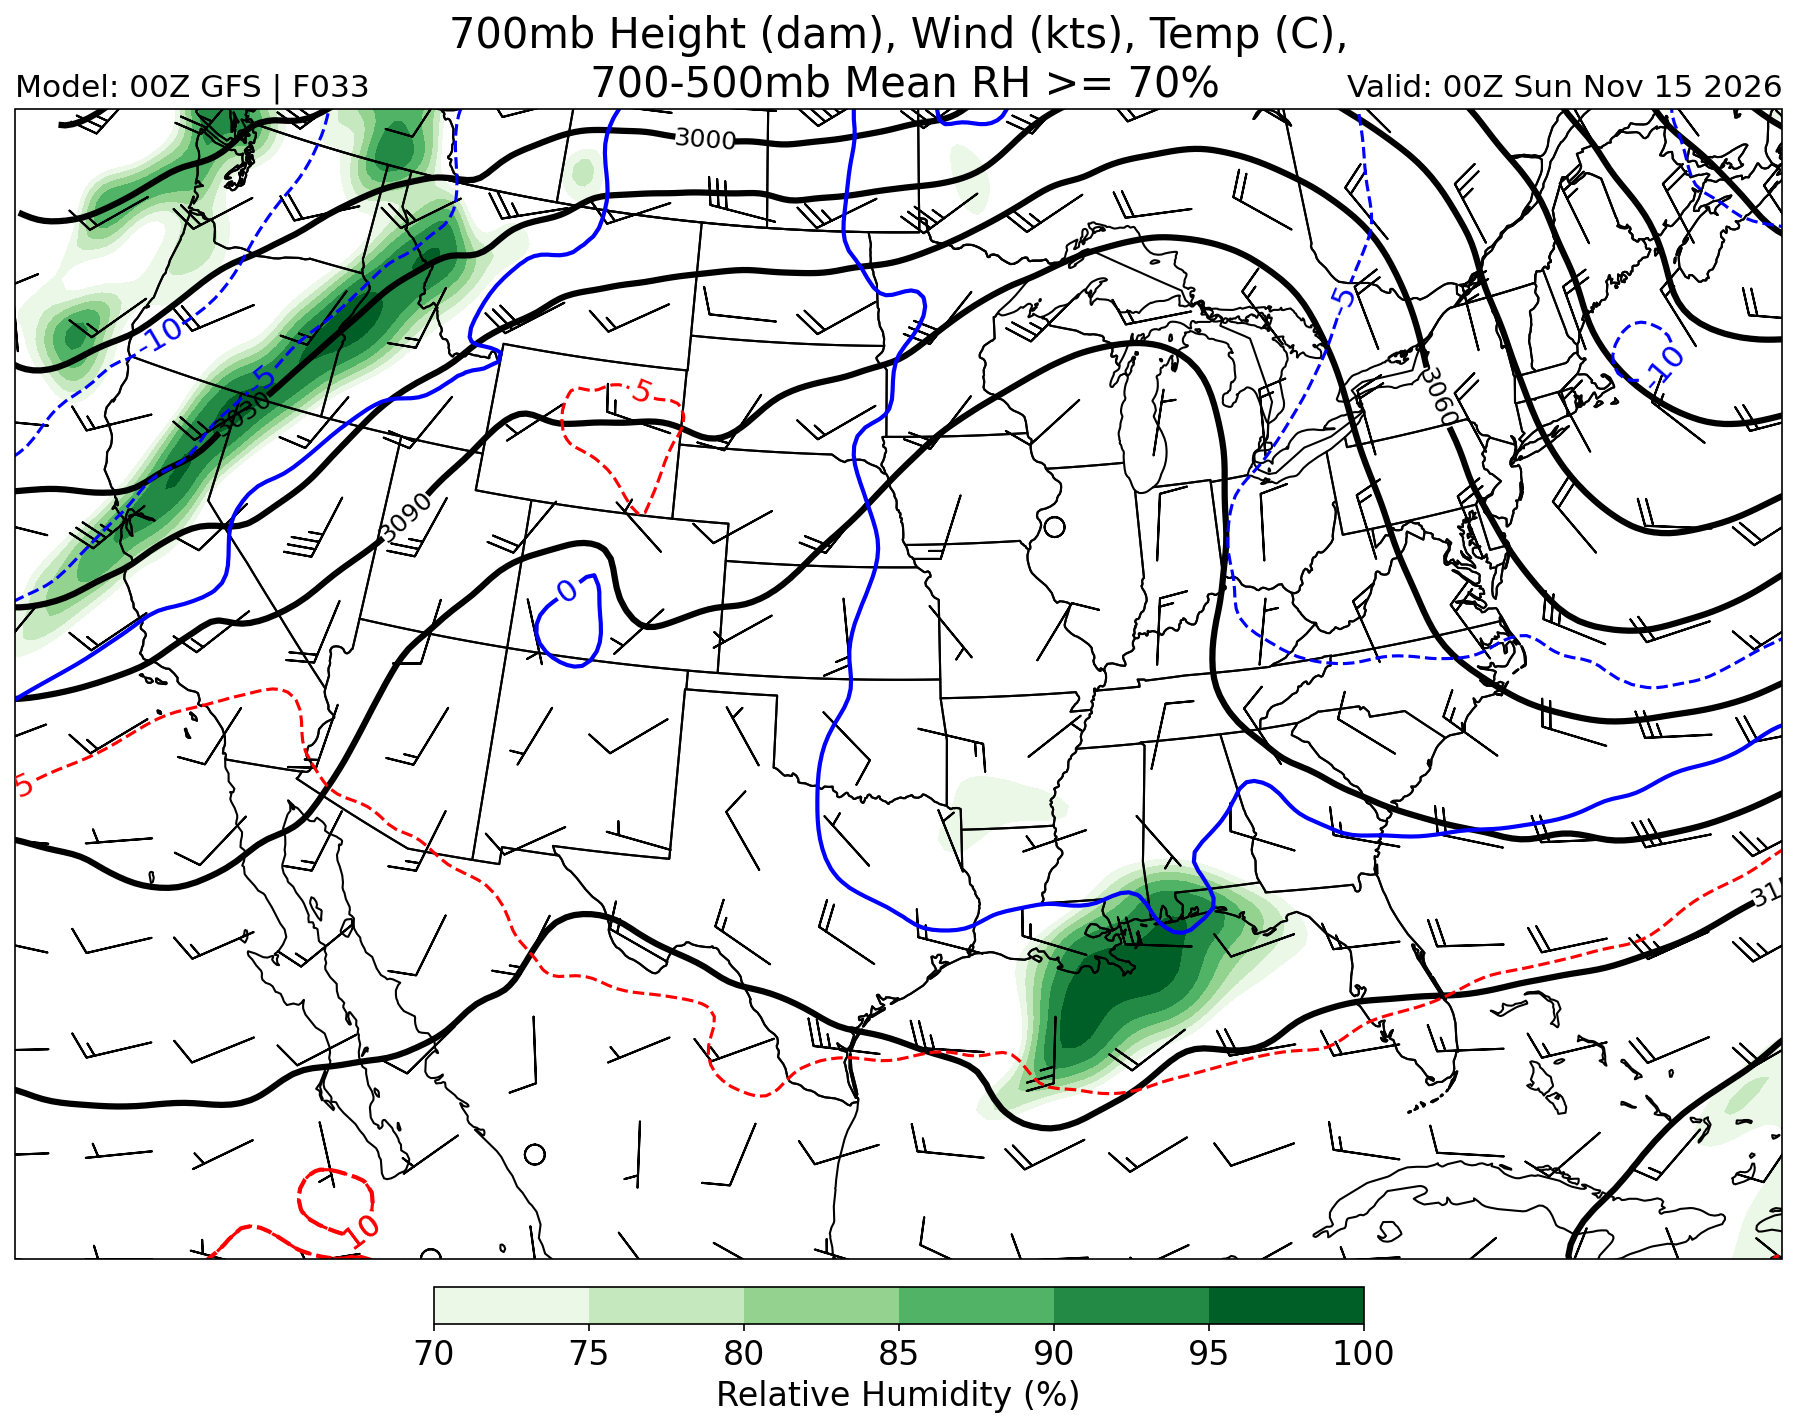 700mb Height (dam), Wind (kts), Temp (C),
700-500mb Mean RH >= 70%
Model: 00Z GFS | F033
Valid: 00Z Sun Nov 15 2026
3000
-10
-5
3030
5
-5
3060
-10
3090
0
5
10
70 75 80 85 90 95 100
Relative Humidity (%)